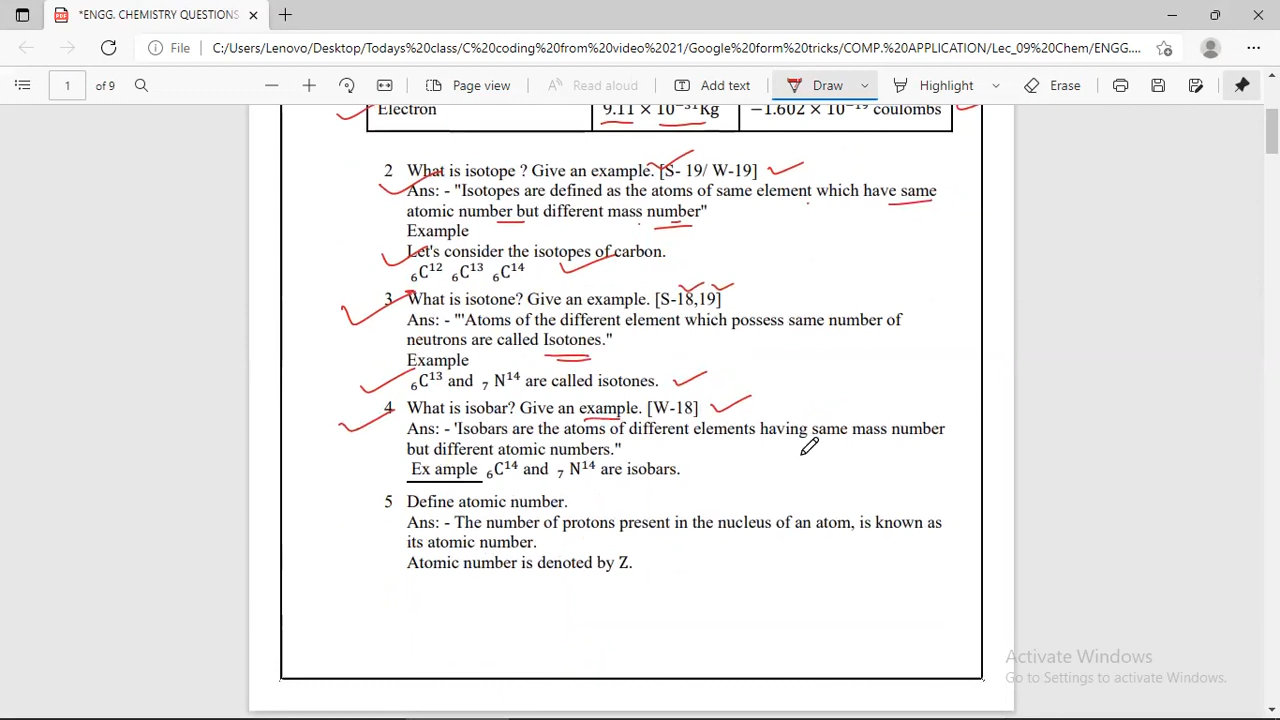 *ENGG. CHEMISTRY QUESTIONS
File C:/Users/Lenovo/Desktop/Todays%20class/C%20coding%20from%20video%2021/Google%20form%20tricks/COMP.%20APPLICATION/Lec_09%20Chem/ENGG....
1 of 9 Page view Read aloud Add text Draw Highlight Erase
Electron 9.11 × 10⁻³¹Kg −1.602 × 10⁻¹⁹ coulombs
2 What is isotope ? Give an example. [S- 19/ W-19]
Ans: - "Isotopes are defined as the atoms of same element which have same
atomic number but different mass number"
Example
Let's consider the isotopes of carbon.
₆C¹² ₆C¹³ ₆C¹⁴
3 What is isotone? Give an example. [S-18,19]
Ans: - "'Atoms of the different element which possess same number of
neutrons are called Isotones."
Example
₆C¹³ and ₇ N¹⁴ are called isotones.
4 What is isobar? Give an example. [W-18]
Ans: - 'Isobars are the atoms of different elements having same mass number
but different atomic numbers."
Ex ample ₆C¹⁴ and ₇ N¹⁴ are isobars.
5 Define atomic number.
Ans: - The number of protons present in the nucleus of an atom, is known as
its atomic number.
Atomic number is denoted by Z.
Activate Windows
Go to Settings to activate Windows.